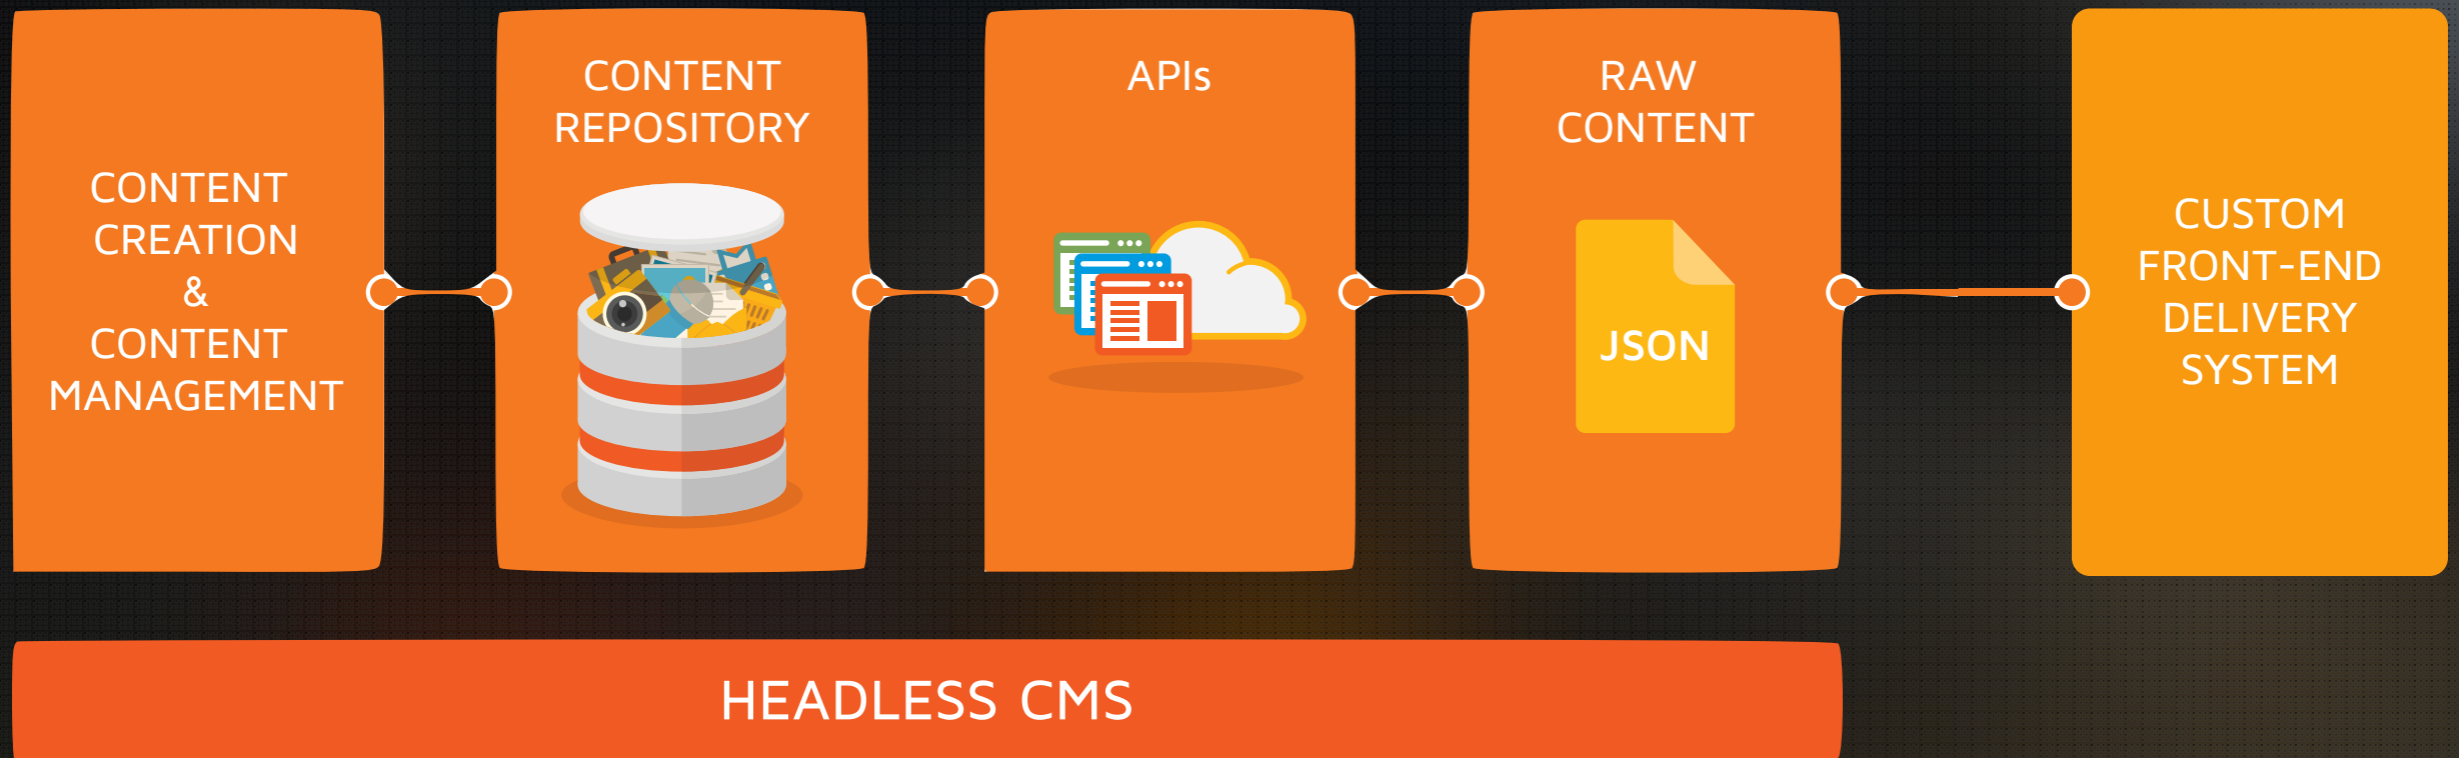 CONTENT
CREATION
&
CONTENT
MANAGEMENT
CONTENT
REPOSITORY
APIs
RAW
CONTENT
JSON
CUSTOM
FRONT-END
DELIVERY
SYSTEM
HEADLESS CMS